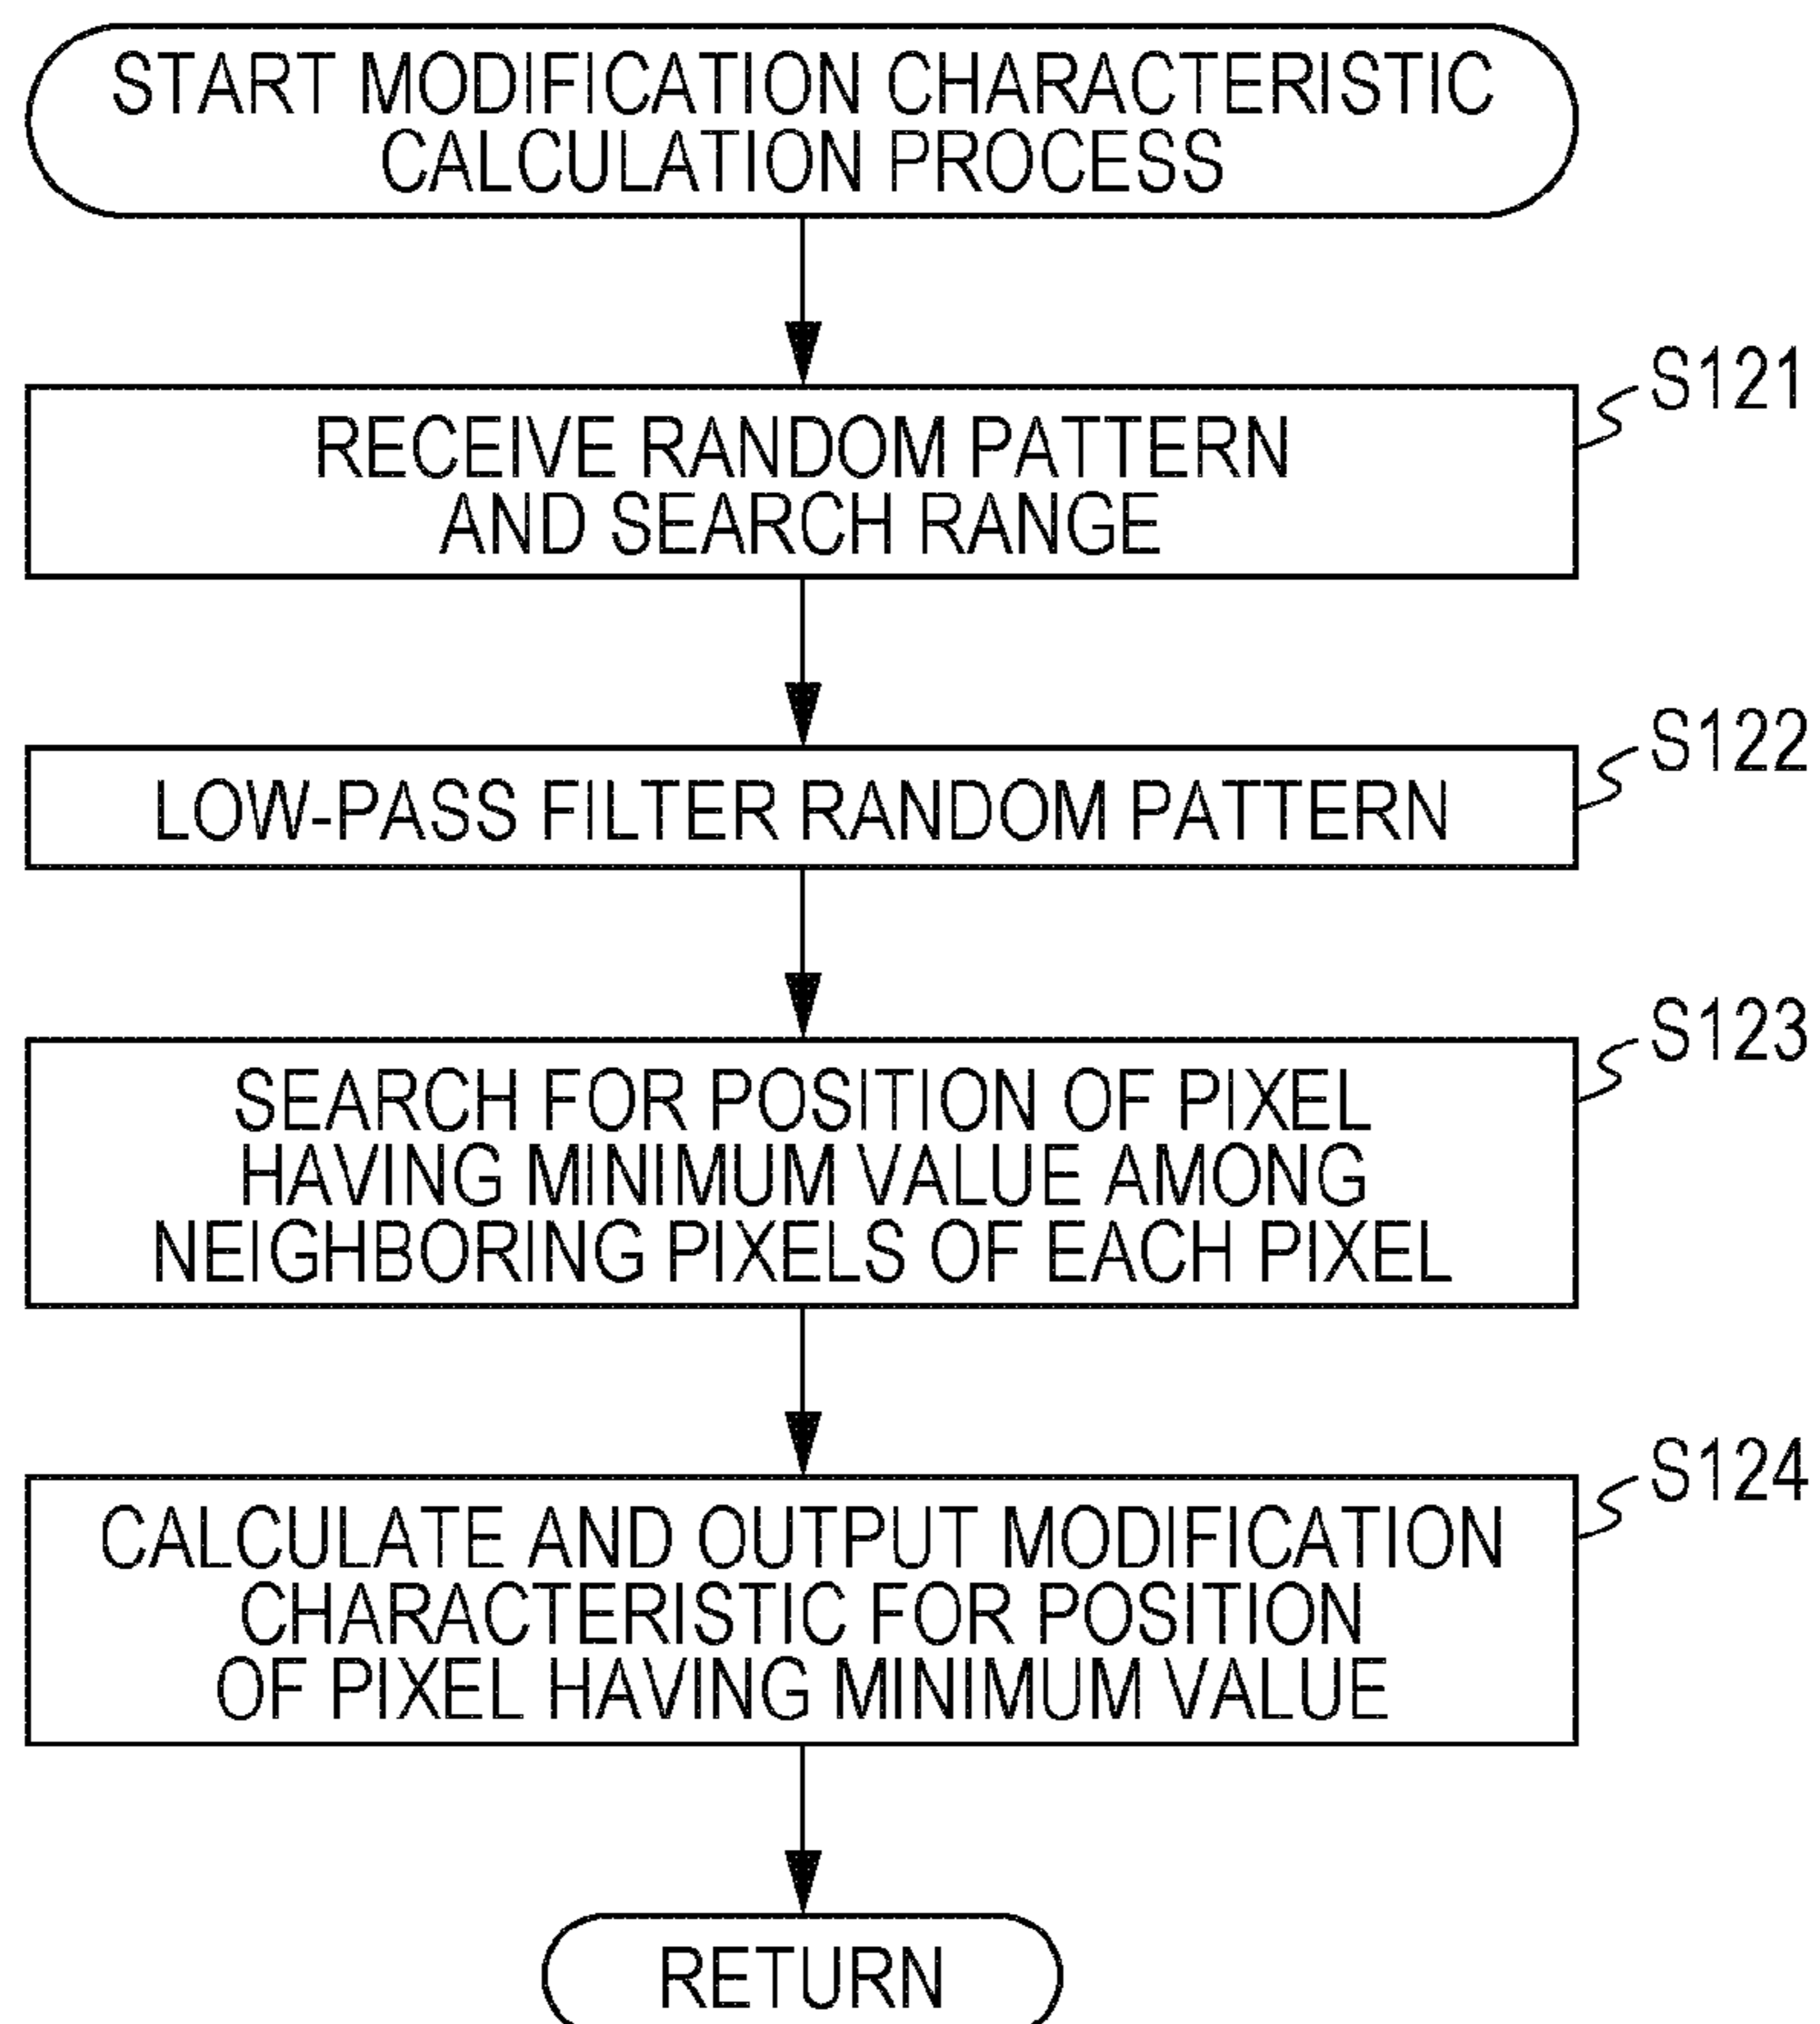 START MODIFICATION CHARACTERISTIC
CALCULATION PROCESS
S121
RECEIVE RANDOM PATTERN
AND SEARCH RANGE
S122
LOW-PASS FILTER RANDOM PATTERN
S123
SEARCH FOR POSITION OF PIXEL
HAVING MINIMUM VALUE AMONG
NEIGHBORING PIXELS OF EACH PIXEL
S124
CALCULATE AND OUTPUT MODIFICATION
CHARACTERISTIC FOR POSITION
OF PIXEL HAVING MINIMUM VALUE
RETURN